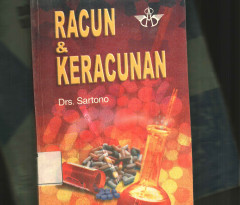 RACUN
&
KERACUNAN
Drs. Sartono